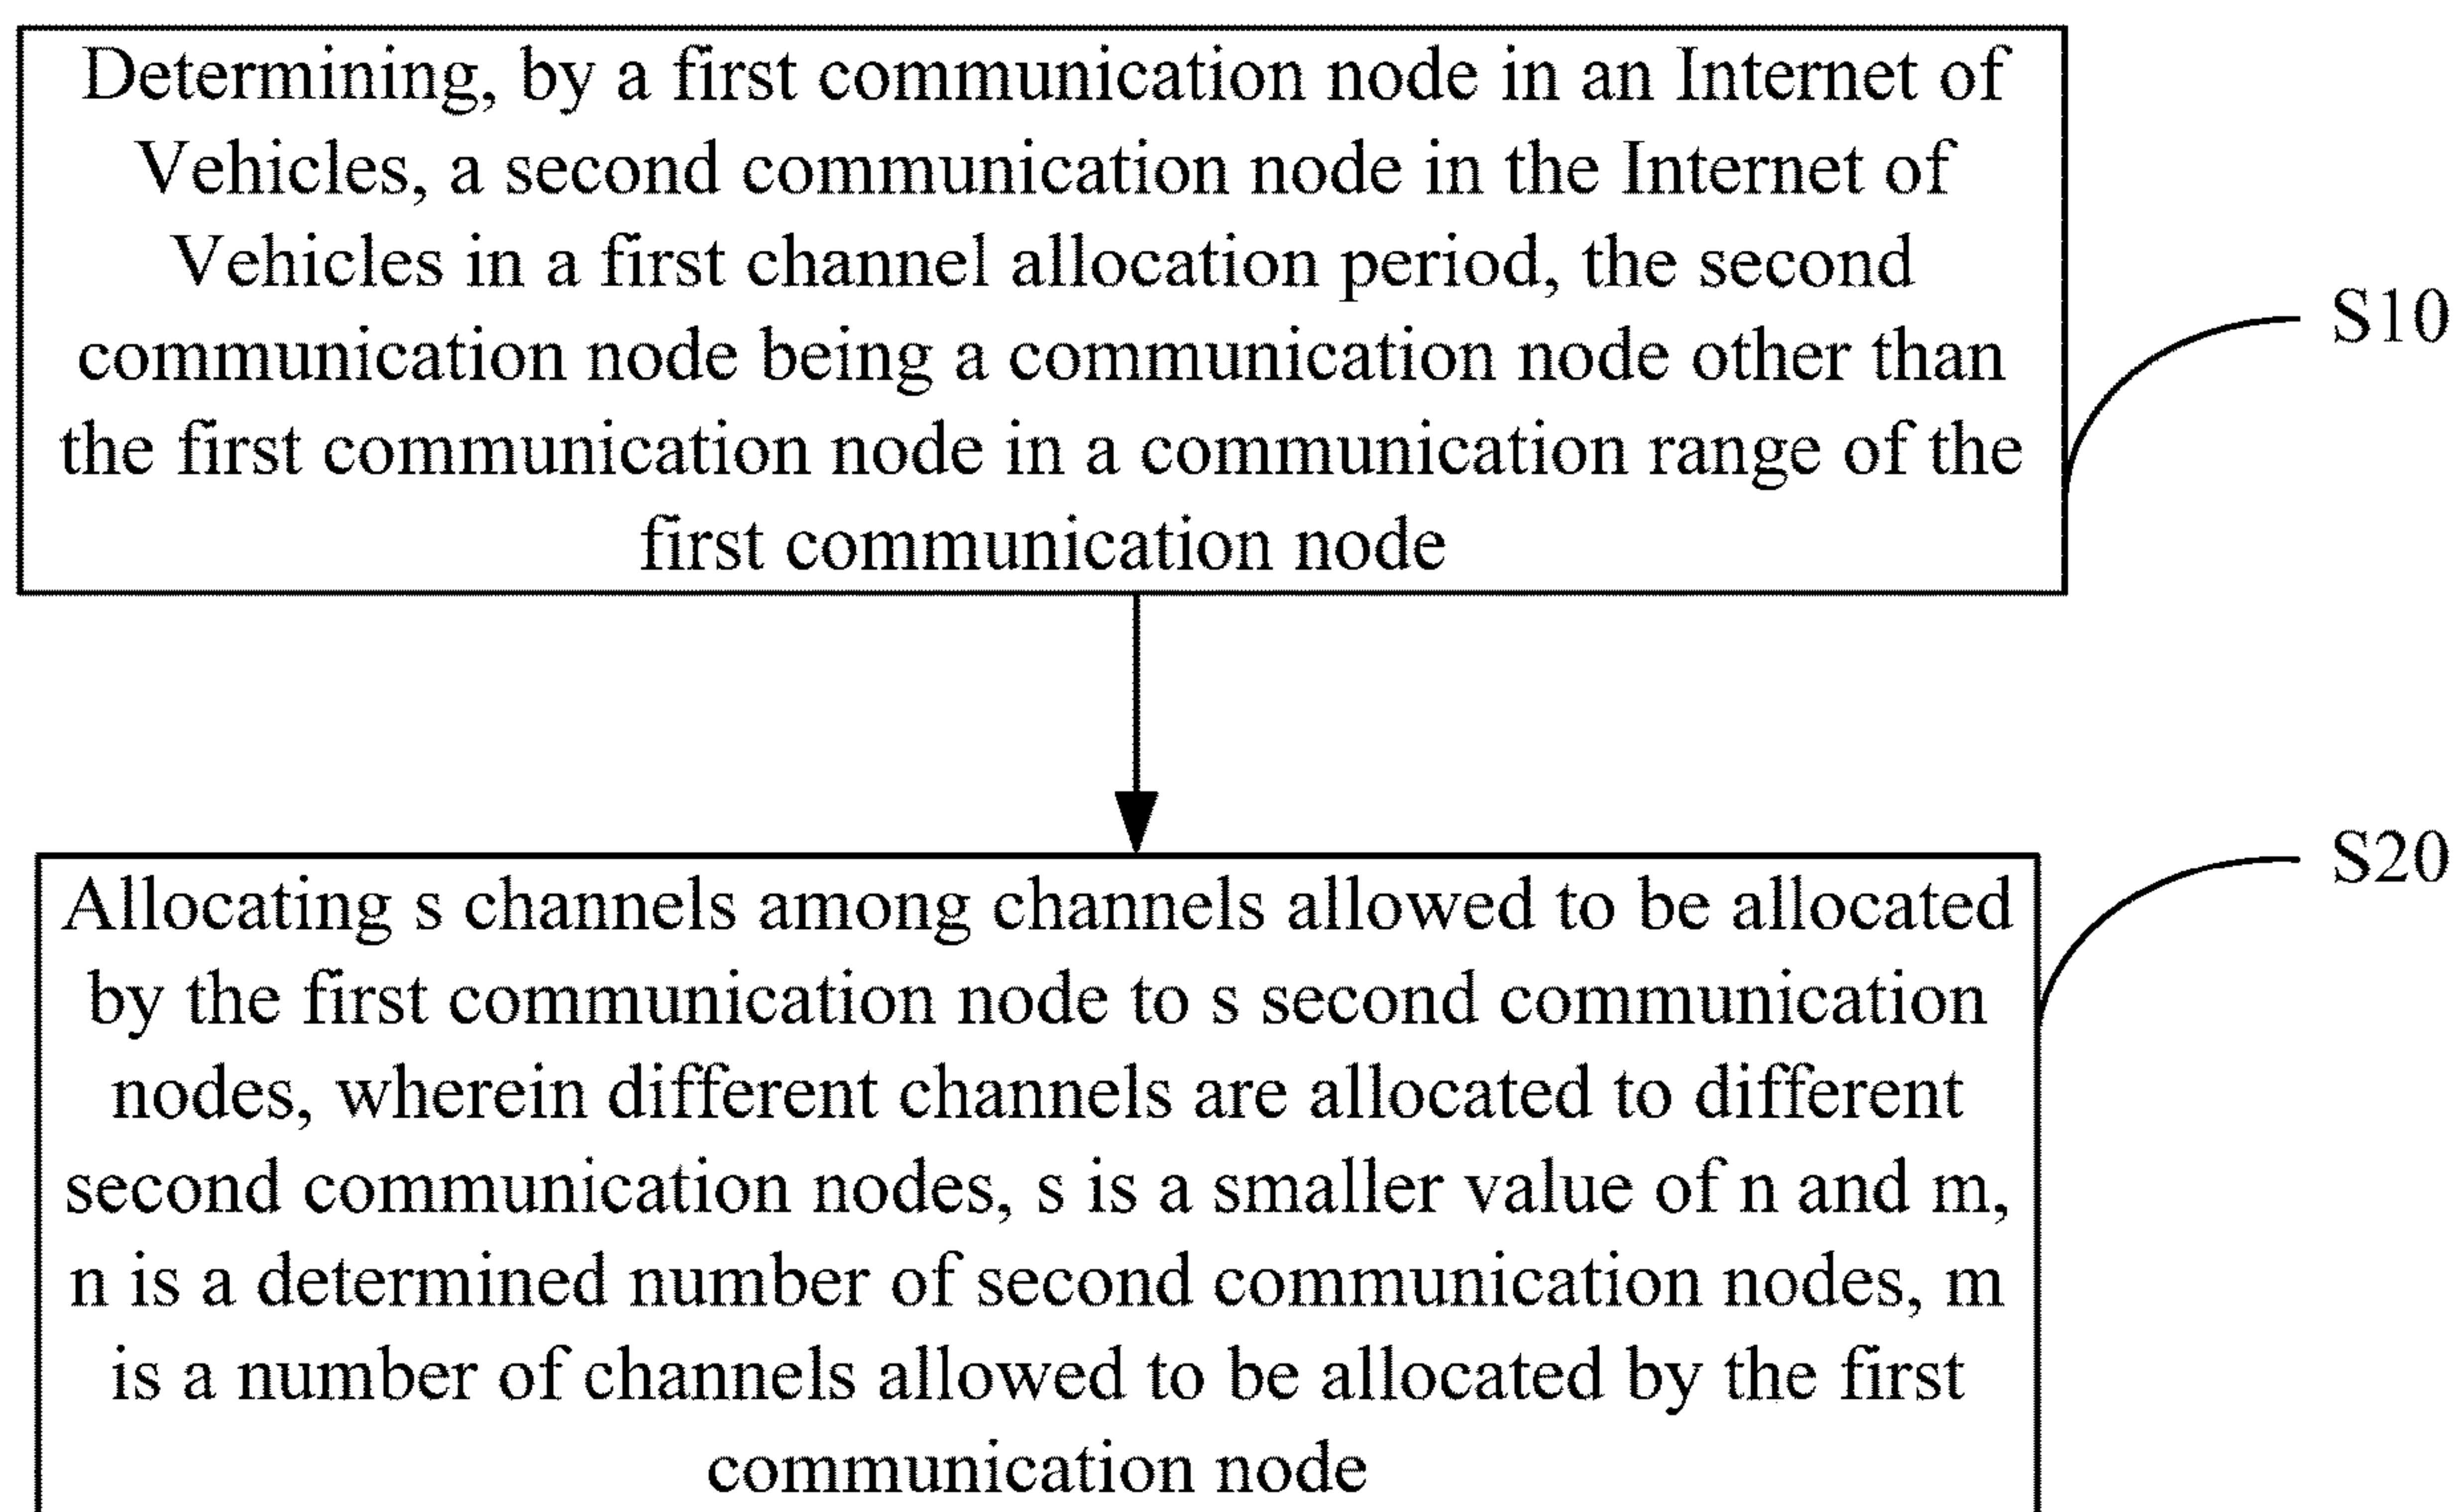 Determining, by a first communication node in an Internet of
Vehicles, a second communication node in the Internet of
Vehicles in a first channel allocation period, the second
communication node being a communication node other than
the first communication node in a communication range of the
first communication node
S10
S20
Allocating s channels among channels allowed to be allocated
by the first communication node to s second communication
nodes, wherein different channels are allocated to different
second communication nodes, s is a smaller value of n and m,
n is a determined number of second communication nodes, m
is a number of channels allowed to be allocated by the first
communication node